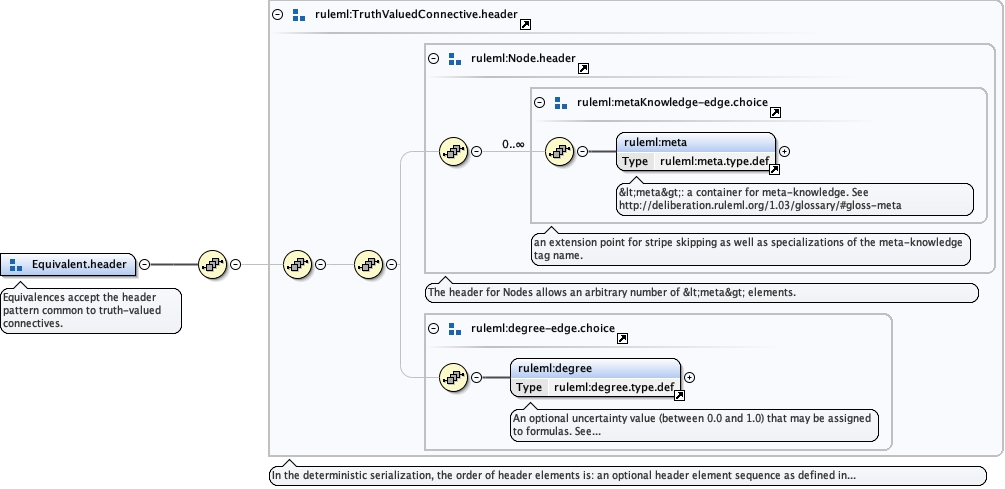 ruleml:TruthValuedConnective.header
ruleml:Node.header
ruleml:metaKnowledge-edge.choice
0..∞
ruleml:meta
Type ruleml:meta.type.def
&lt;meta&gt;: a container for meta-knowledge. See
http://deliberation.ruleml.org/1.03/glossary/#gloss-meta
an extension point for stripe skipping as well as specializations of the meta-knowledge
tag name.
The header for Nodes allows an arbitrary number of &lt;meta&gt; elements.
Equivalent.header
Equivalences accept the header
pattern common to truth-valued
connectives.
ruleml:degree-edge.choice
ruleml:degree
Type ruleml:degree.type.def
An optional uncertainty value (between 0.0 and 1.0) that may be assigned
to formulas. See...
In the deterministic serialization, the order of header elements is: an optional header element sequence as defined in...